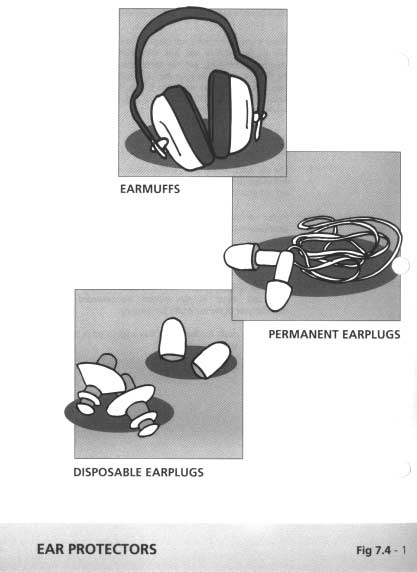 EARMUFFS
PERMANENT EARPLUGS
DISPOSABLE EARPLUGS
EAR PROTECTORS
Fig 7.4 - 1